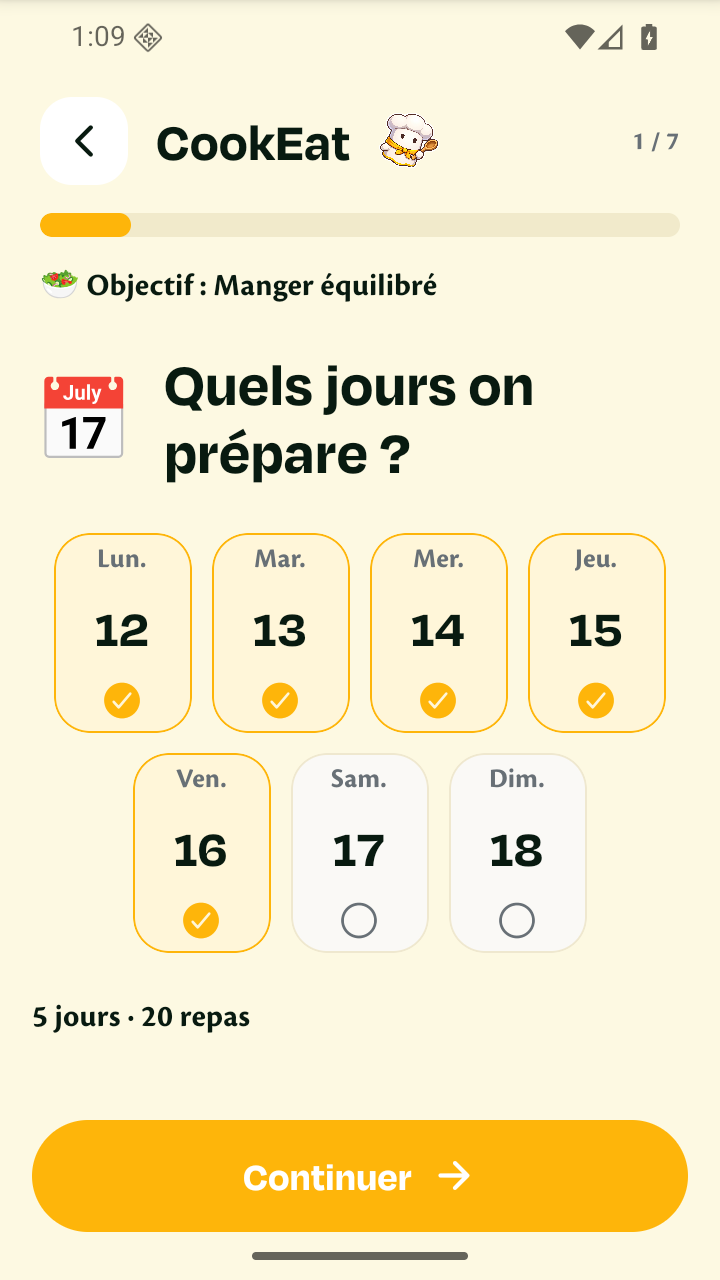 1:09
CookEat
1 / 7
Objectif : Manger équilibré
July
17
Quels jours on
prépare ?
Lun. Mar. Mer. Jeu.
12 13 14 15
Ven. Sam. Dim.
16 17 18
5 jours · 20 repas
Continuer